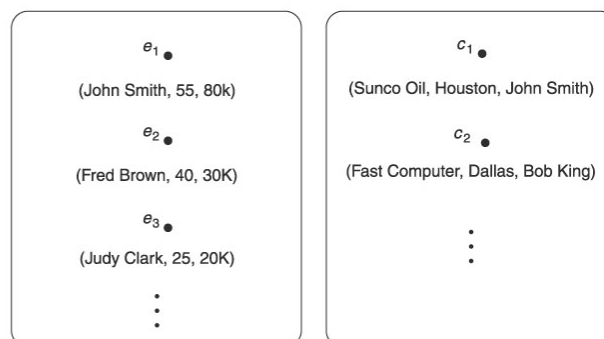 e1
(John Smith, 55, 80k)
e2
(Fred Brown, 40, 30K)
e3
(Judy Clark, 25, 20K)
c1
(Sunco Oil, Houston, John Smith)
c2
(Fast Computer, Dallas, Bob King)